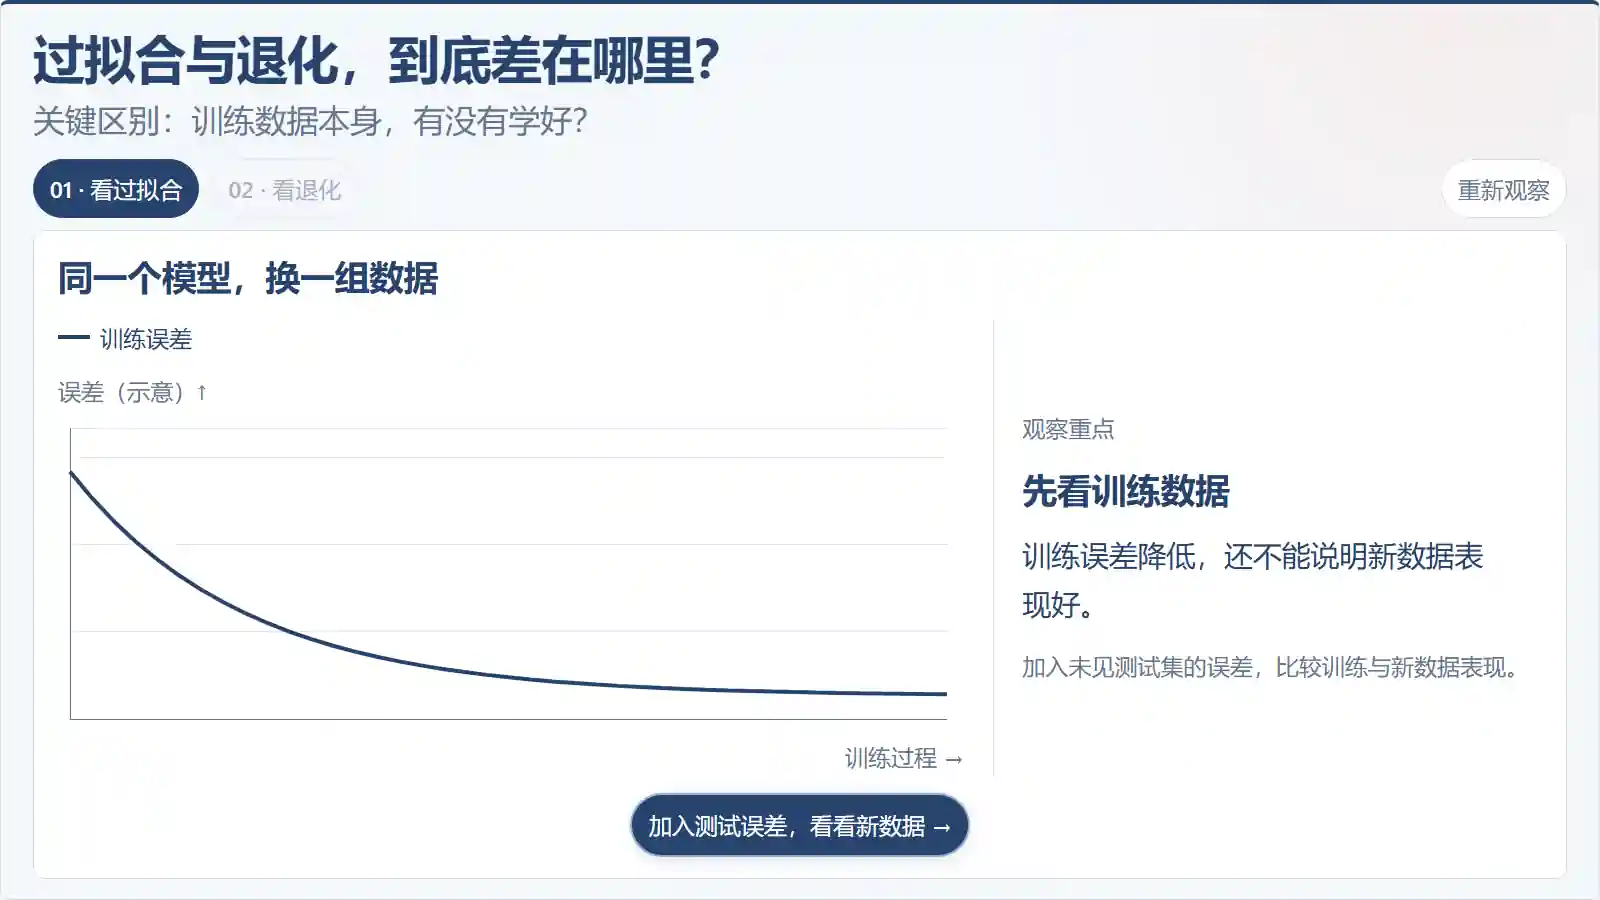 过拟合与退化，到底差在哪里？
关键区别：训练数据本身，有没有学好？
01 · 看过拟合
02 · 看退化
重新观察
同一个模型，换一组数据
训练误差
误差（示意）↑
训练过程 →
观察重点
先看训练数据
训练误差降低，还不能说明新数据表
现好。
加入未见测试集的误差，比较训练与新数据表现。
加入测试误差，看看新数据 →